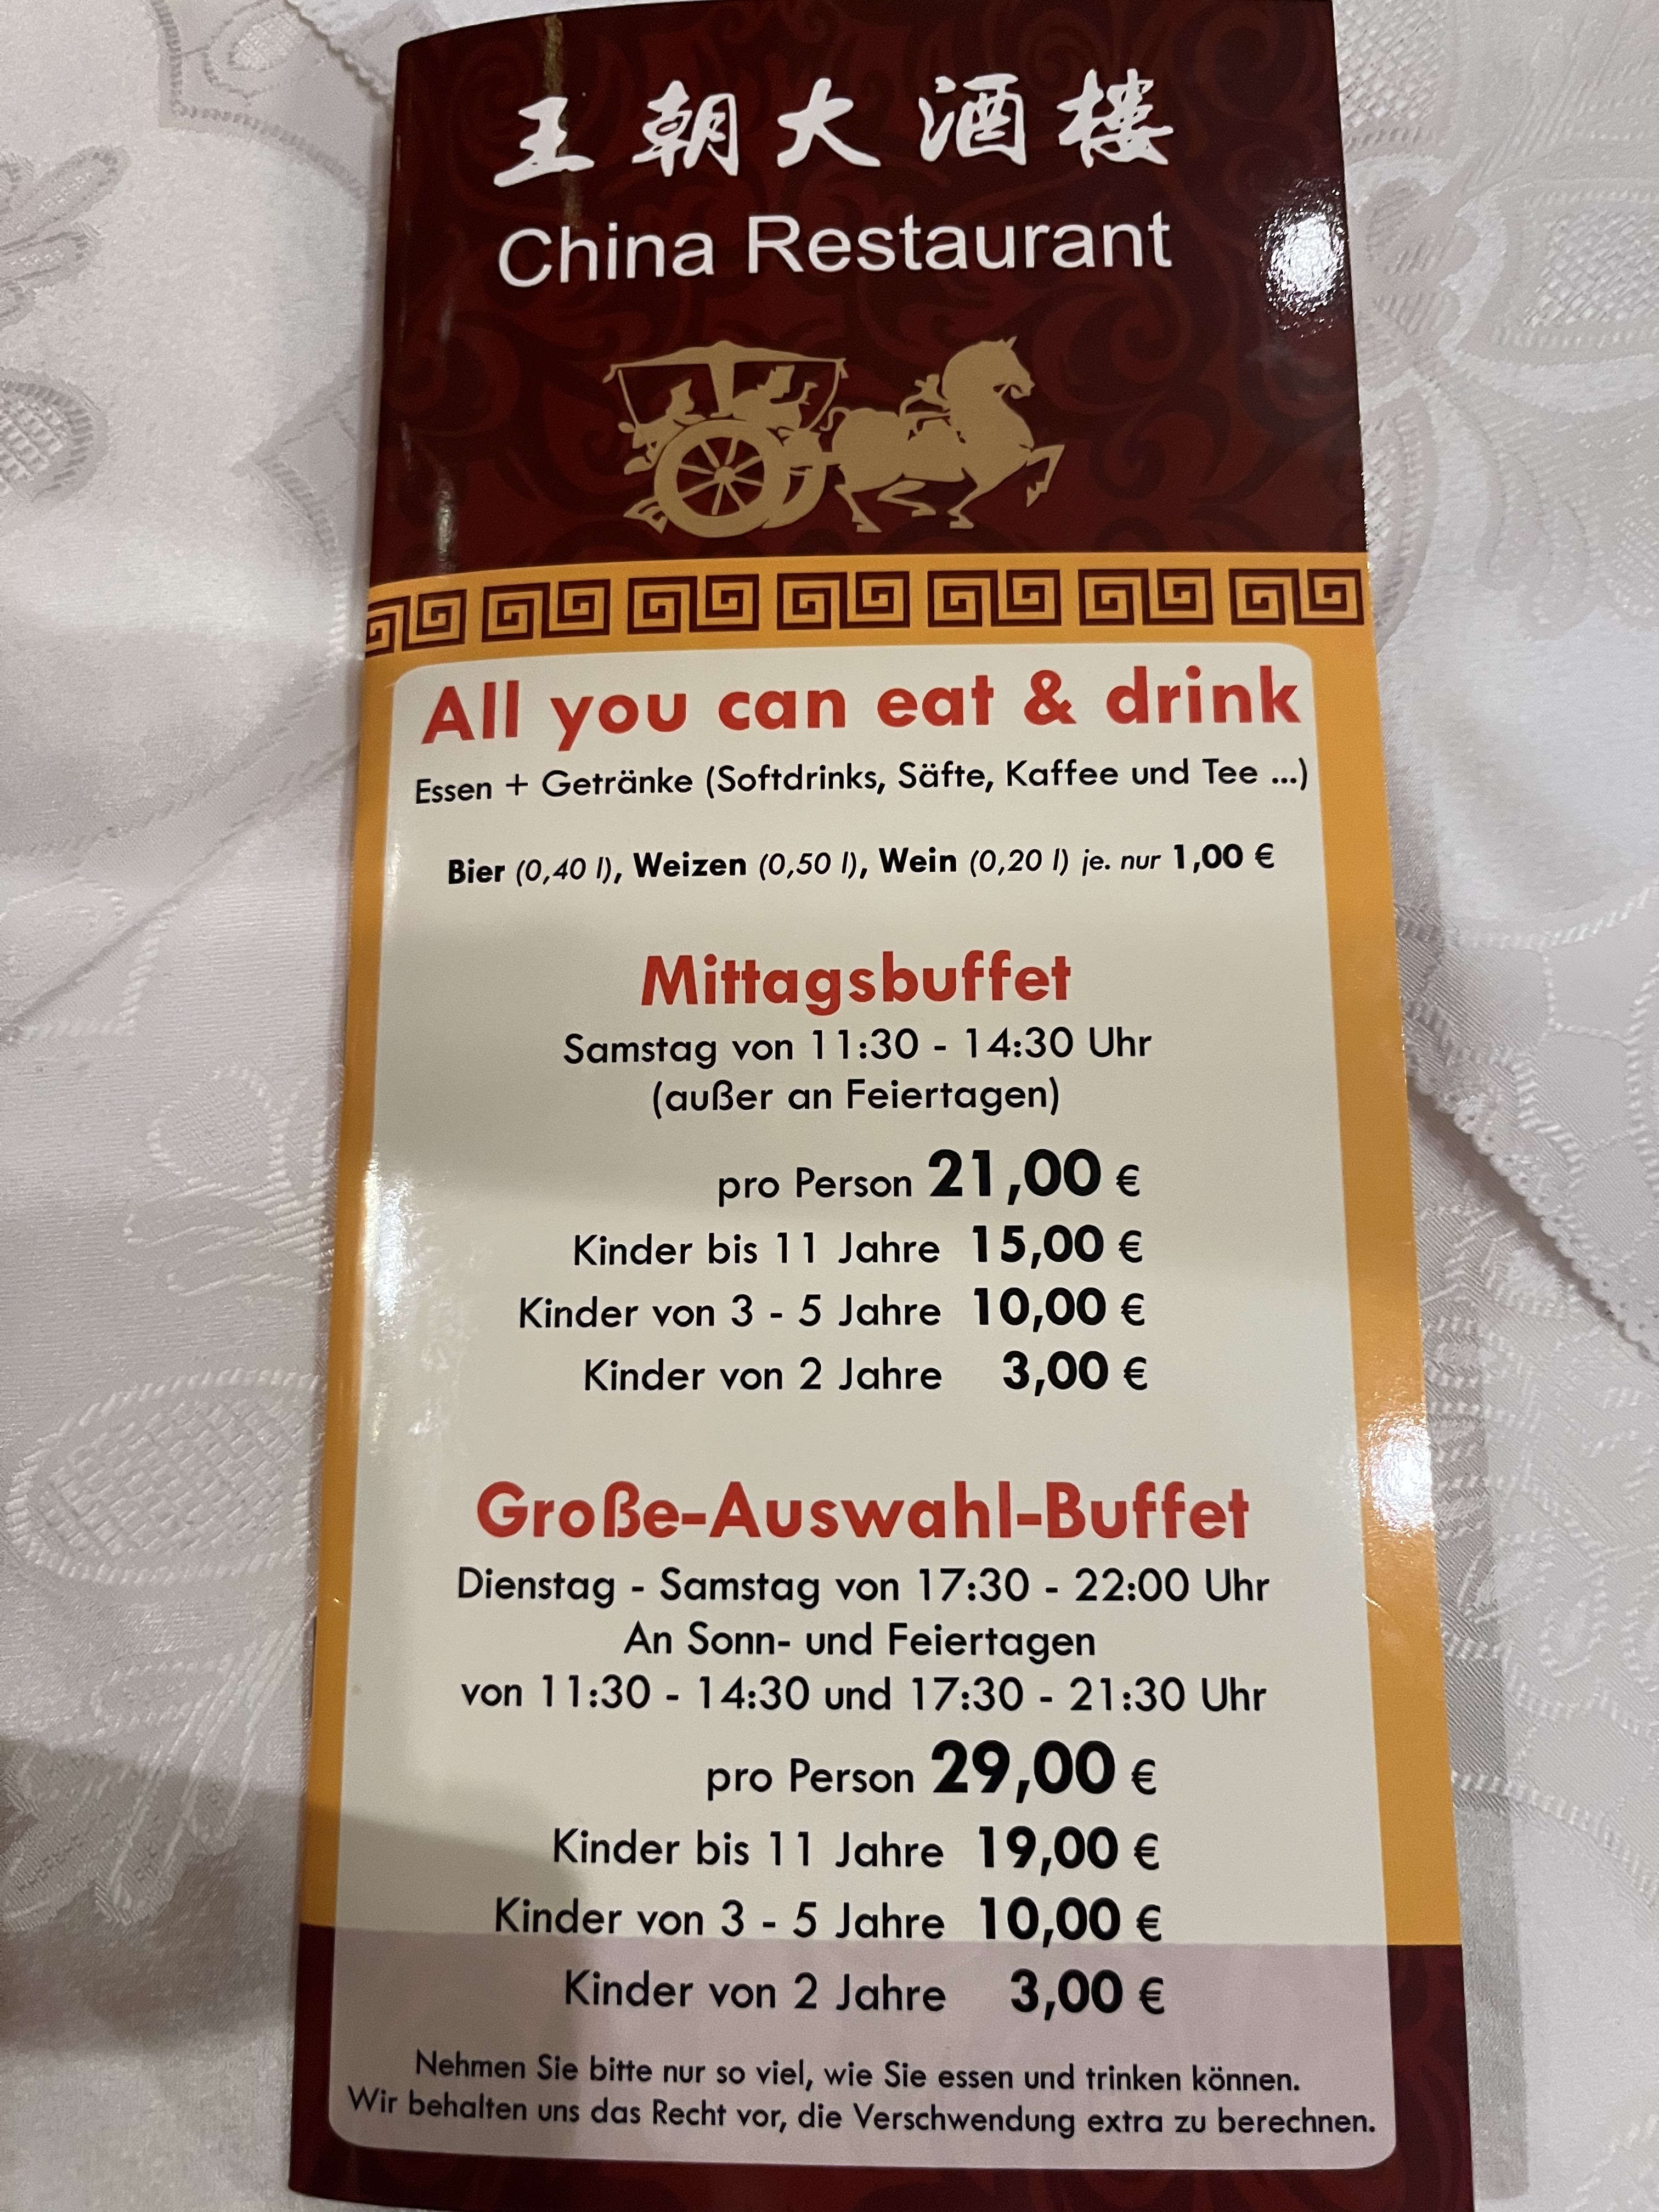 王朝大酒楼
China Restaurant
All you can eat & drink
Essen + Getränke (Softdrinks, Säfte, Kaffee und Tee ...)
Bier (0,40 l), Weizen (0,50 l), Wein (0,20 l) je. nur 1,00 €
Mittagsbuffet
Samstag von 11:30 - 14:30 Uhr
(außer an Feiertagen)
pro Person 21,00 €
Kinder bis 11 Jahre 15,00 €
Kinder von 3 - 5 Jahre 10,00 €
Kinder von 2 Jahre 3,00 €
Große-Auswahl-Buffet
Dienstag - Samstag von 17:30 - 22:00 Uhr
An Sonn- und Feiertagen
von 11:30 - 14:30 und 17:30 - 21:30 Uhr
pro Person 29,00 €
Kinder bis 11 Jahre 19,00 €
Kinder von 3 - 5 Jahre 10,00 €
Kinder von 2 Jahre 3,00 €
Nehmen Sie bitte nur so viel, wie Sie essen und trinken können.
Wir behalten uns das Recht vor, die Verschwendung extra zu berechnen.